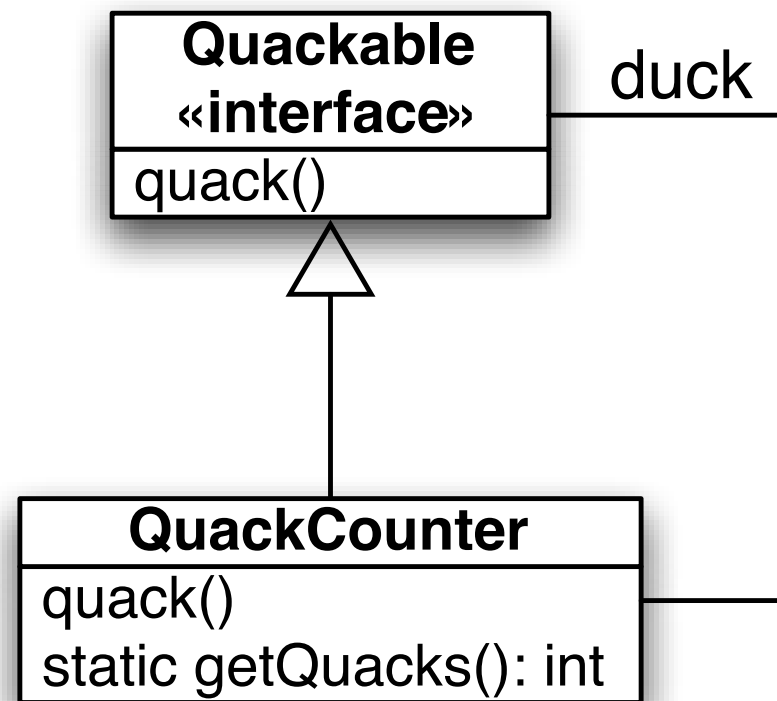 Quackable
«interface»
duck
quack()
QuackCounter
quack()
static getQuacks(): int